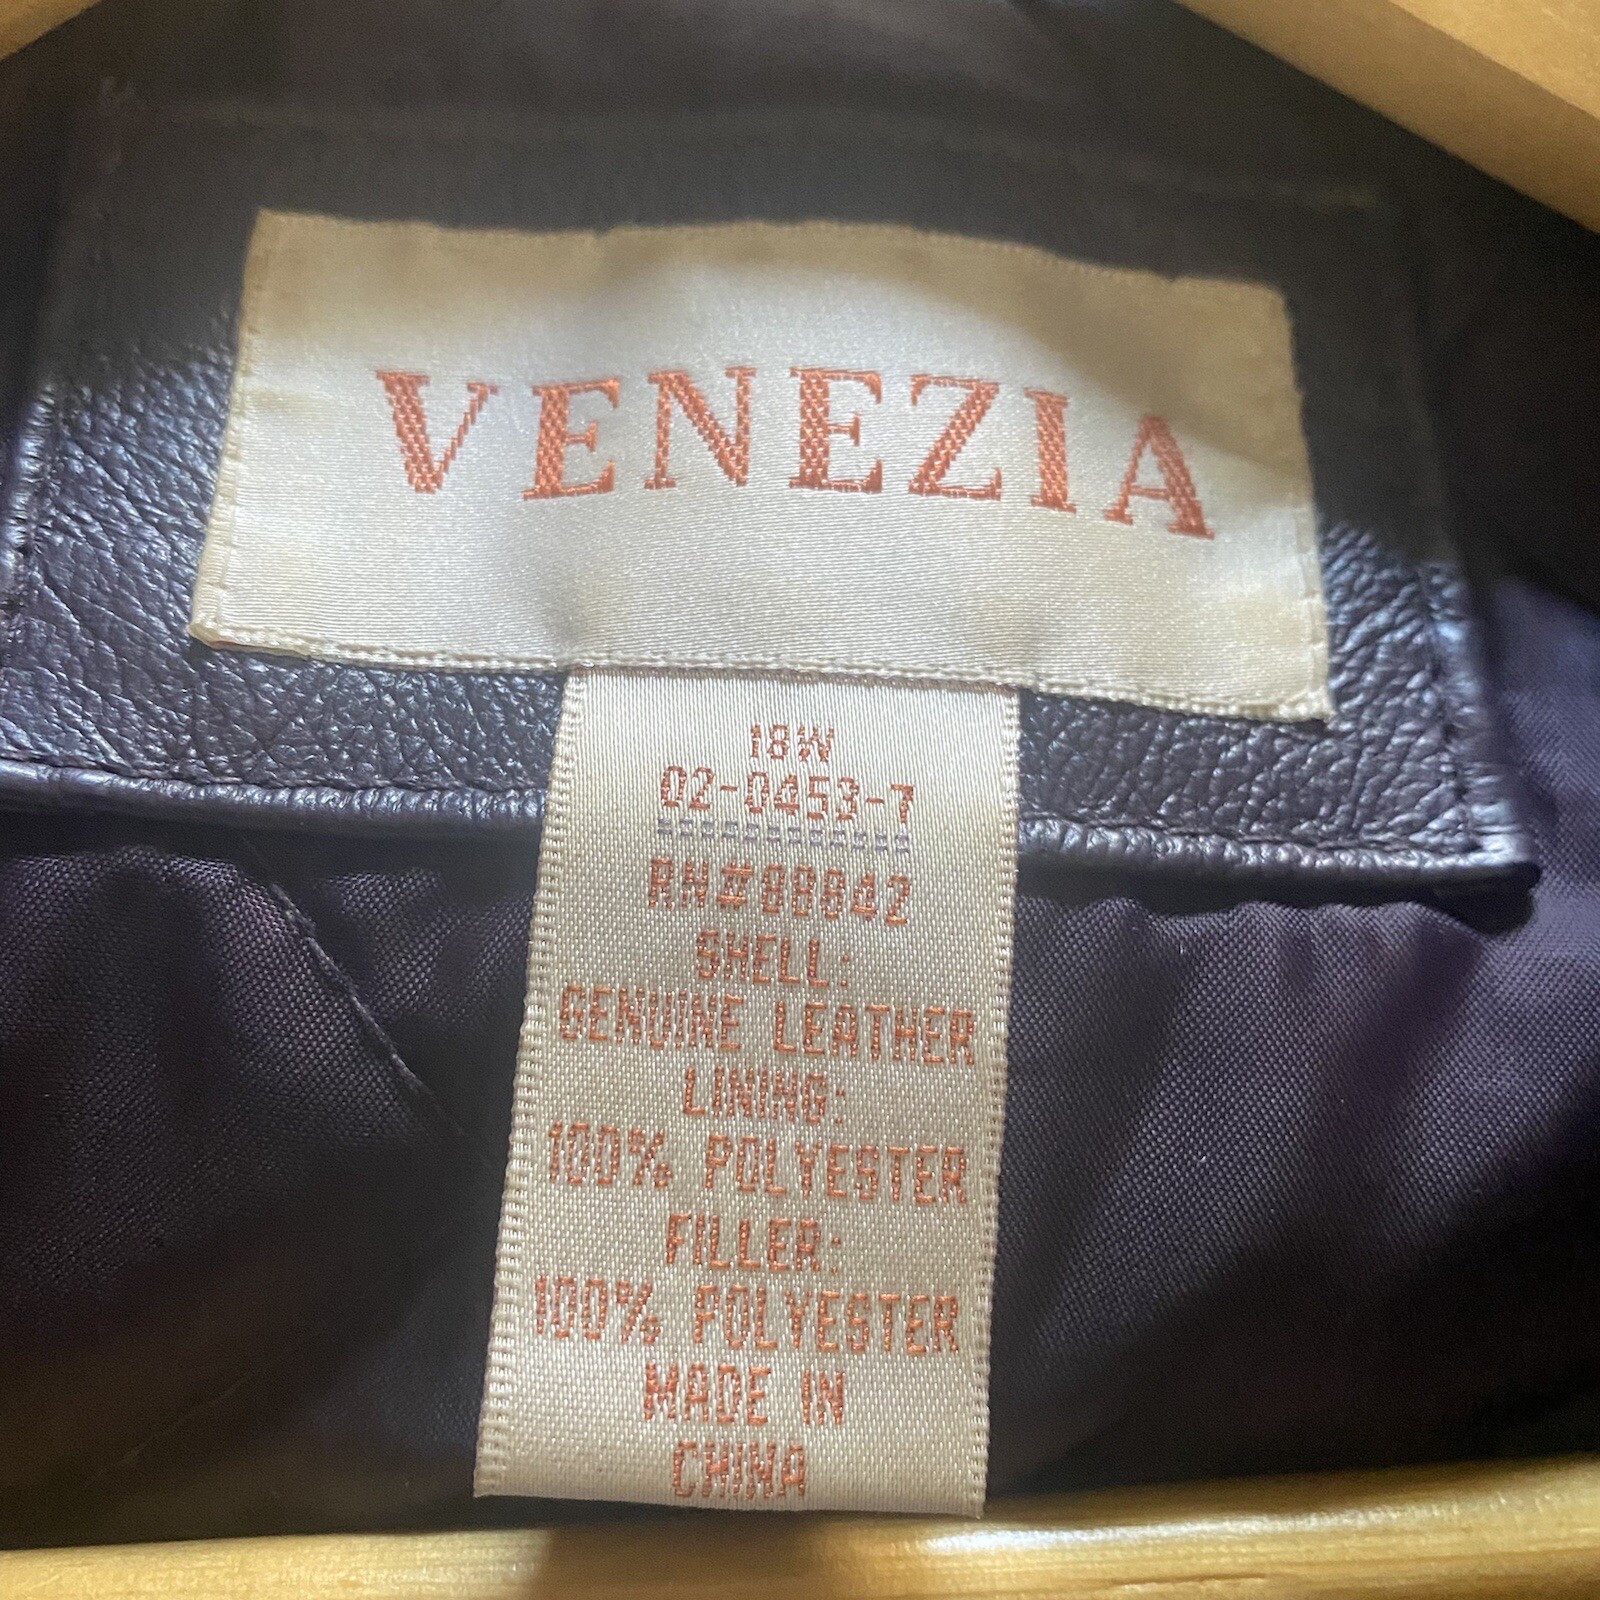 VENEZIA
18W
02-0453-7
RN#88842
SHELL:
GENUINE LEATHER
LINING:
100% POLYESTER
FILLER:
100% POLYESTER
MADE IN
CHINA